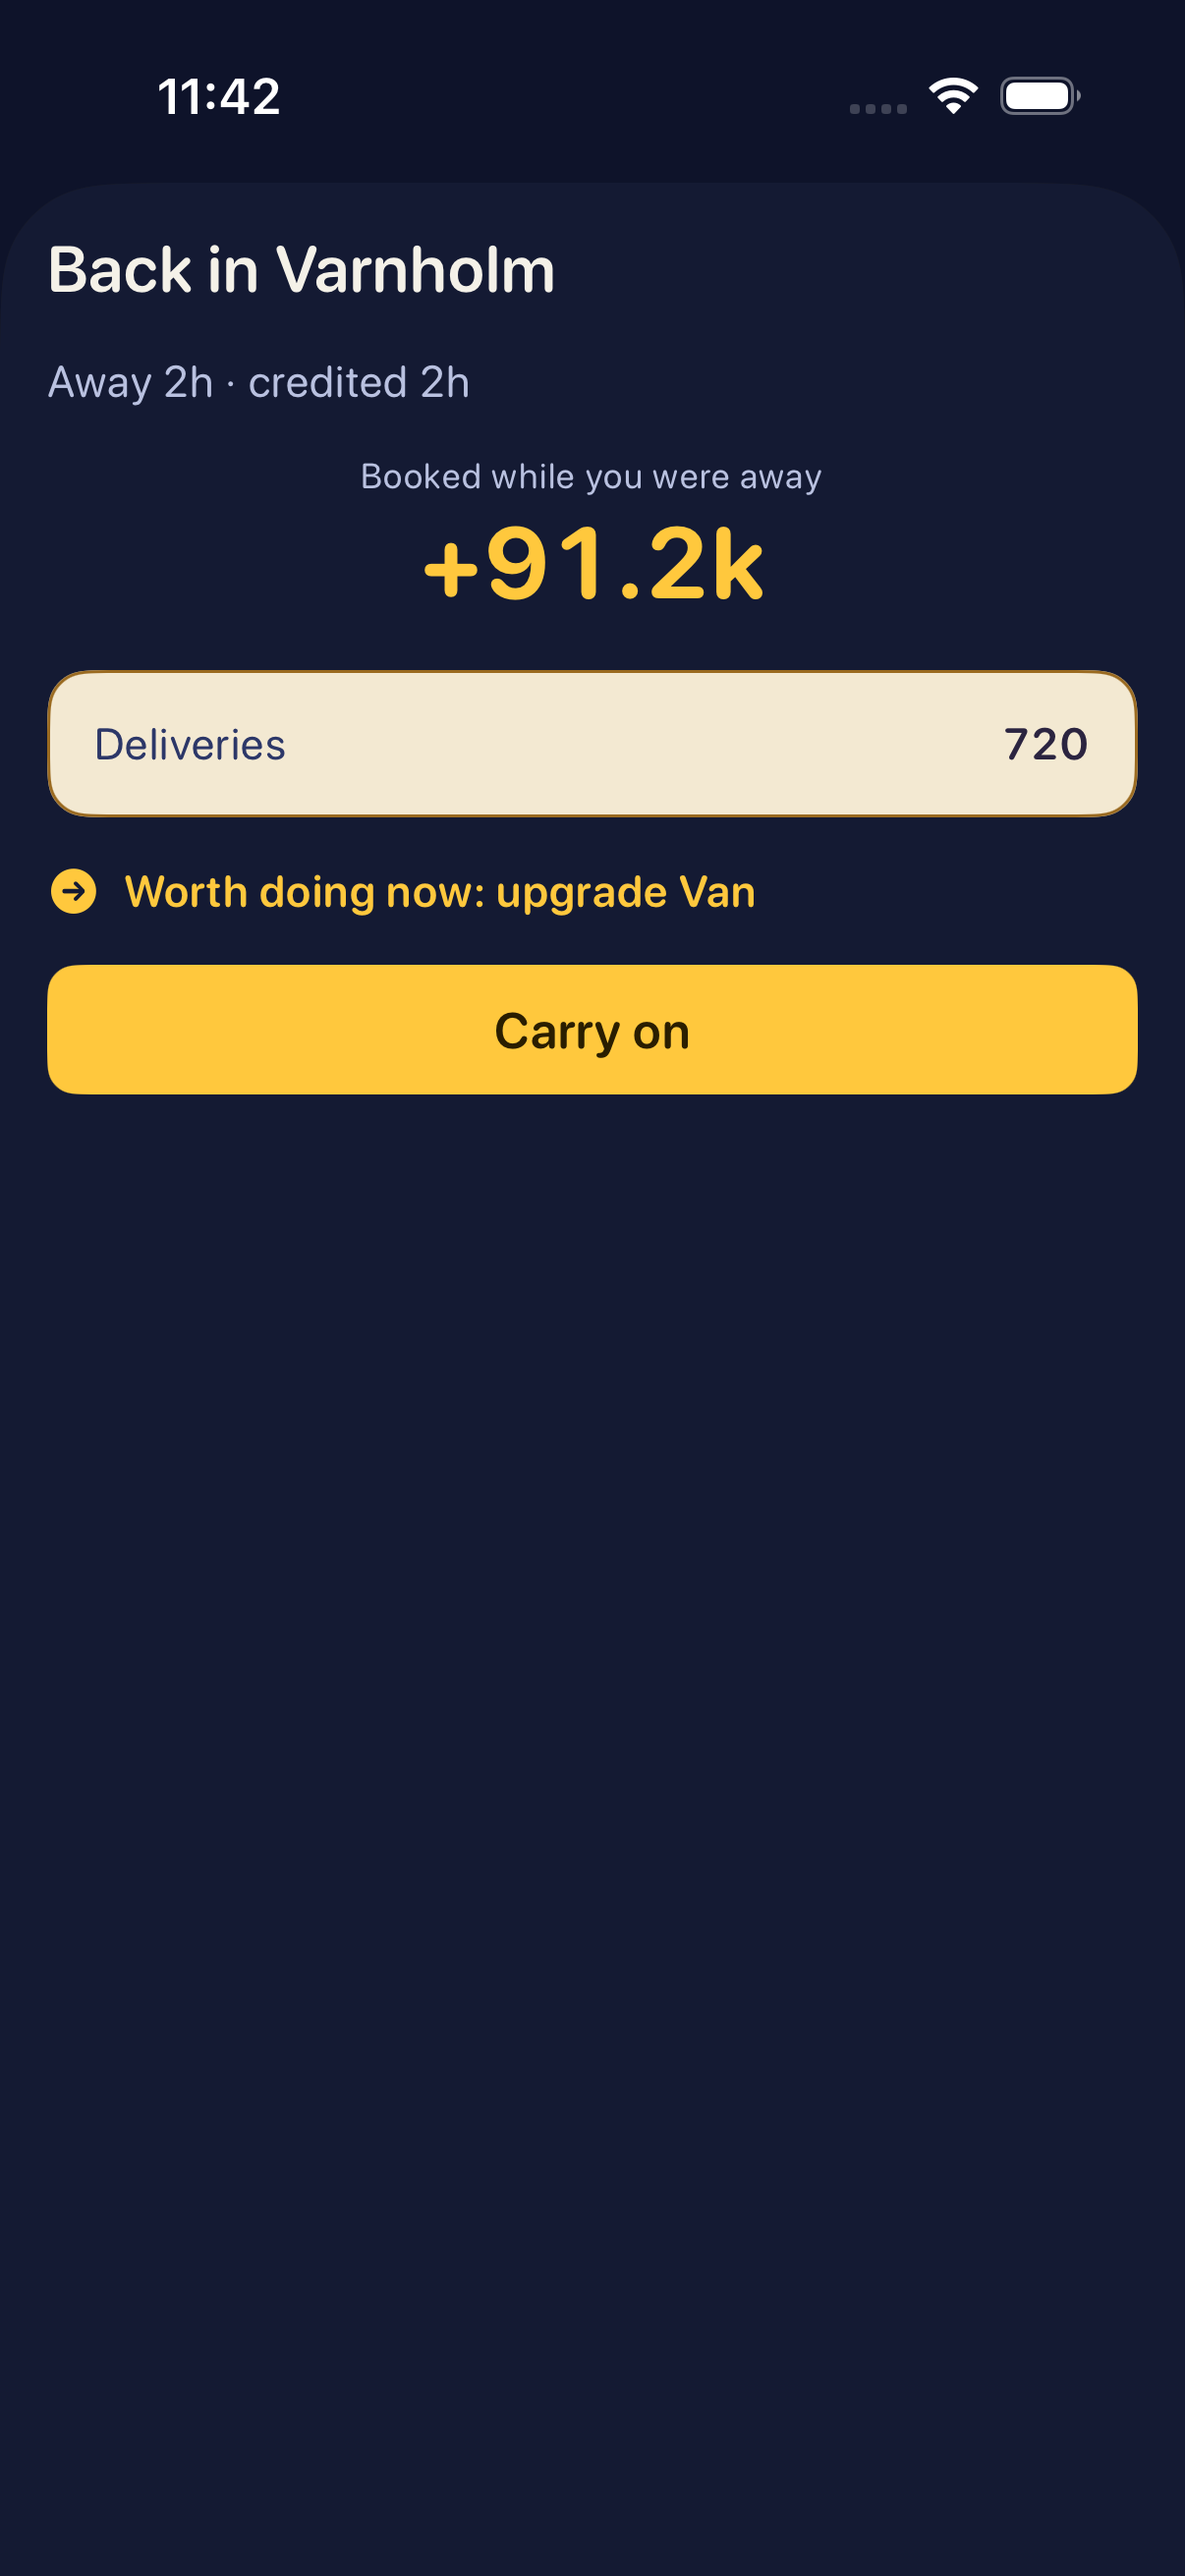 11:42
Back in Varnholm
Away 2h · credited 2h
Booked while you were away
+91.2k
Deliveries 720
Worth doing now: upgrade Van
Carry on